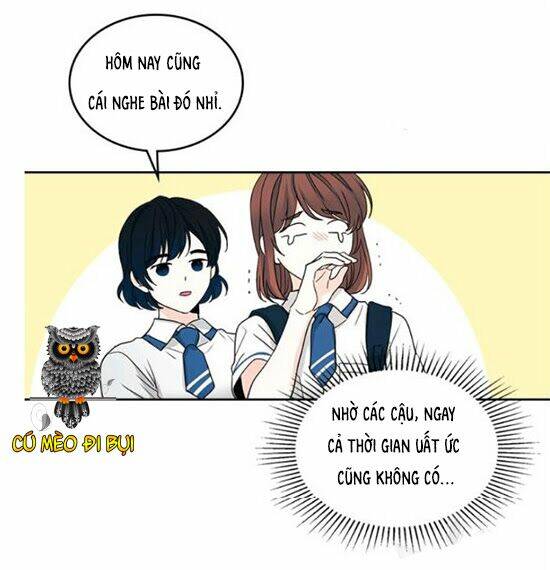 HÔM NAY CŨNG
CÁI NGHE BÀI ĐÓ NHỈ.
CÚ MÈO ĐI BỤI
NHỜ CÁC CẬU, NGAY
CẢ THỜI GIAN UẤT ỨC
CŨNG KHÔNG CÓ...